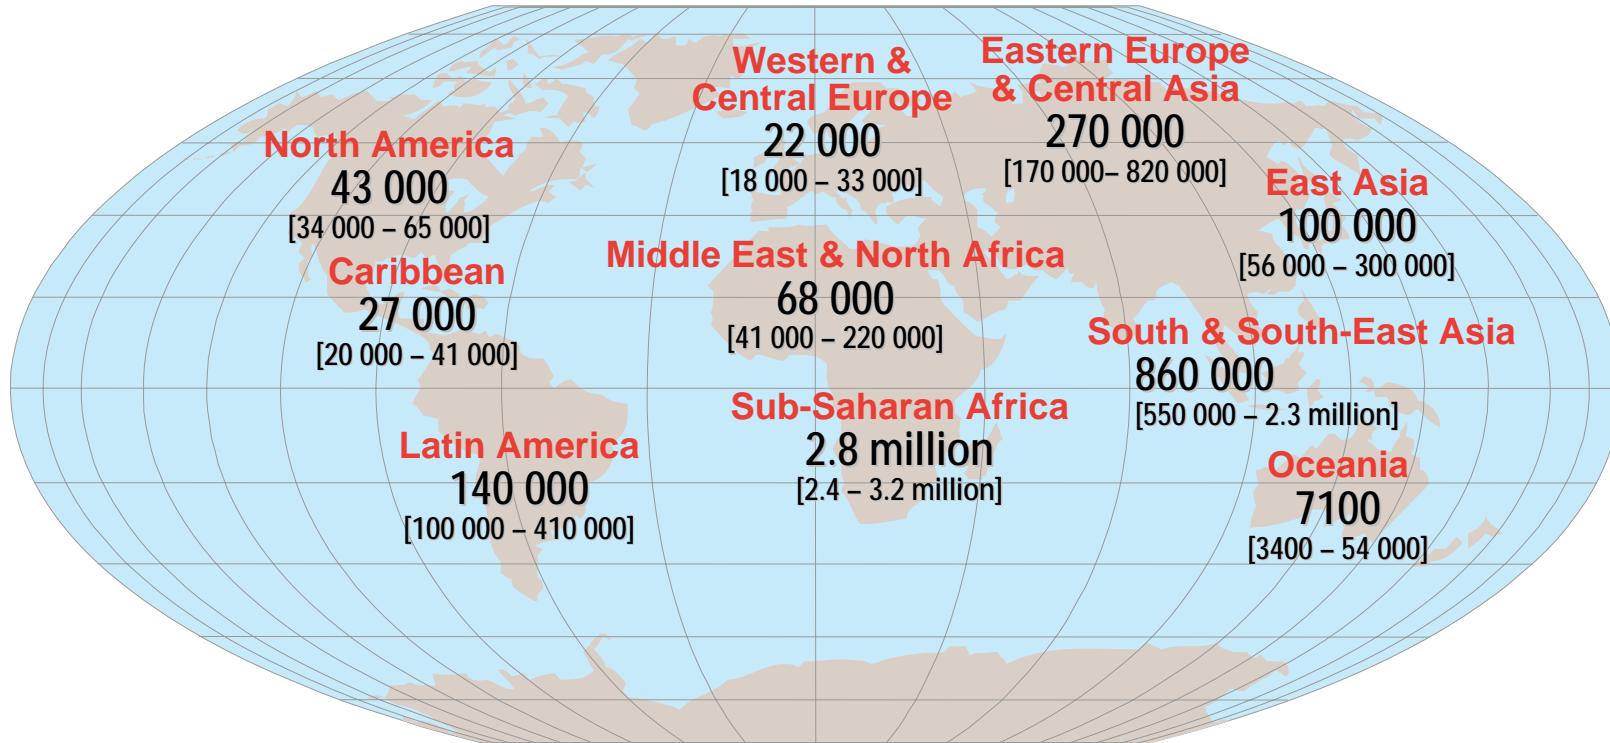 Western &
Central Europe
22 000
[18 000 – 33 000]
Eastern Europe
& Central Asia
270 000
[170 000– 820 000]
North America
43 000
[34 000 – 65 000]
East Asia
100 000
[56 000 – 300 000]
Caribbean
27 000
[20 000 – 41 000]
Middle East & North Africa
68 000
[41 000 – 220 000]
South & South-East Asia
860 000
[550 000 – 2.3 million]
Sub-Saharan Africa
2.8 million
[2.4 – 3.2 million]
Latin America
140 000
[100 000 – 410 000]
Oceania
7100
[3400 – 54 000]